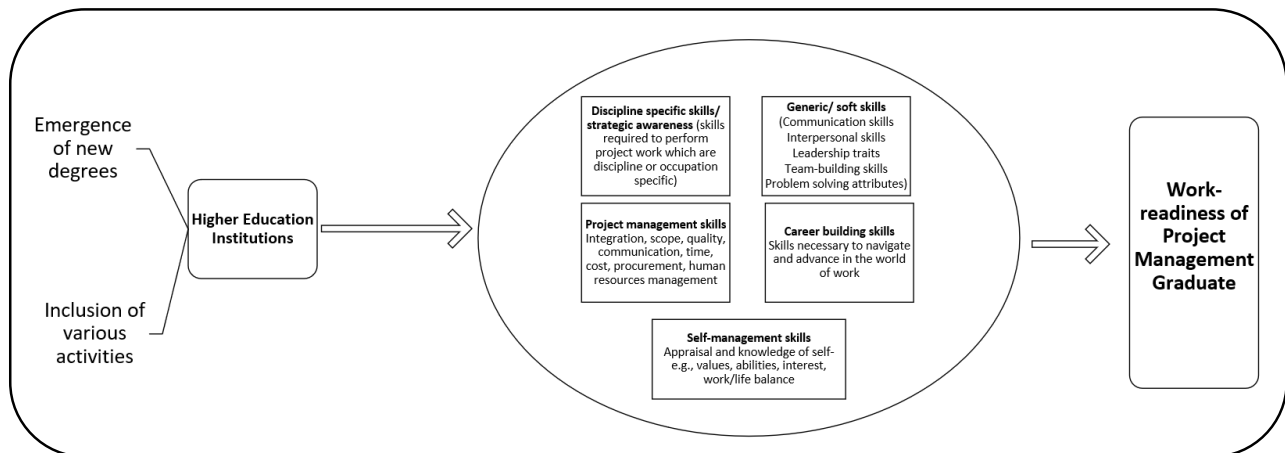 Emergence
of new
degrees
Inclusion of
various
activities
Higher Education
Institutions
Discipline specific skills/
strategic awareness (skills
required to perform
project work which are
discipline or occupation
specific)
Generic/ soft skills
(Communication skills
Interpersonal skills
Leadership traits
Team-building skills
Problem solving attributes)
Project management skills
Integration, scope, quality,
communication, time,
cost, procurement, human
resources management
Career building skills
Skills necessary to navigate
and advance in the world
of work
Self-management skills
Appraisal and knowledge of self-
e.g., values, abilities, interest,
work/life balance
Work-
readiness of
Project
Management
Graduate